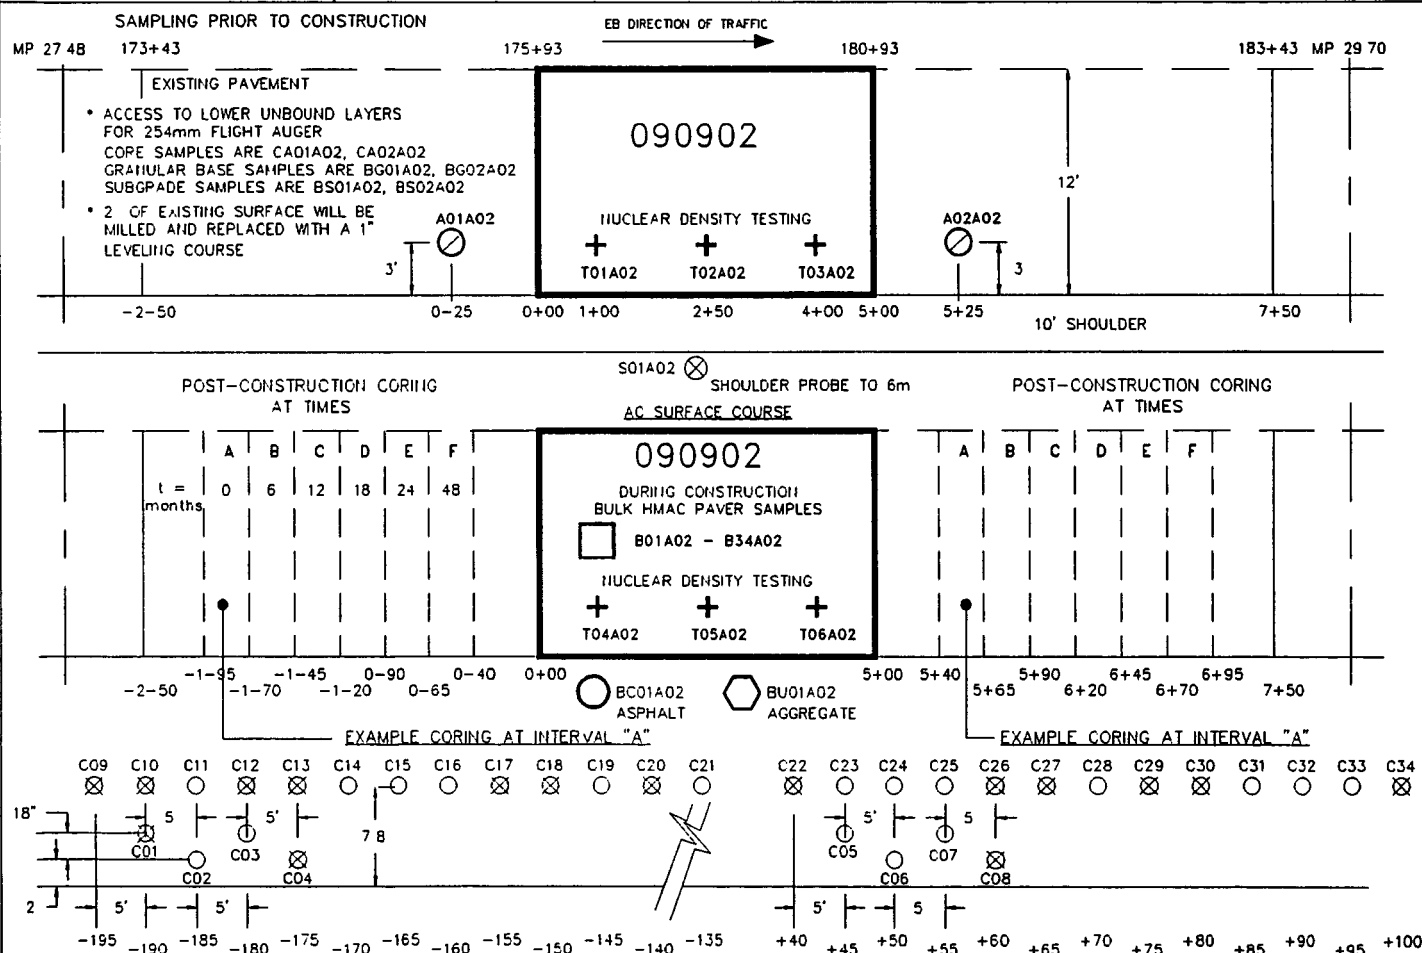 SAMPLING PRIOR TO CONSTRUCTION
EB DIRECTION OF TRAFFIC
MP 27 48 173+43 175+93 180+93 183+43 MP 29 70
EXISTING PAVEMENT
• ACCESS TO LOWER UNBOUND LAYERS
FOR 254mm FLIGHT AUGER
CORE SAMPLES ARE CA01A02, CA02A02
GRANULAR BASE SAMPLES ARE BG01A02, BG02A02
SUBGPADE SAMPLES ARE BS01A02, BS02A02
• 2 OF EXISTING SURFACE WILL BE
MILLED AND REPLACED WITH A 1"
LEVELING COURSE
090902
12'
A01A02
NUCLEAR DENSITY TESTING
A02A02
3'
T01A02 T02A02 T03A02
3
-2-50 0-25 0+00 1+00 2+50 4+00 5+00 5+25 7+50
10' SHOULDER
S01A02
SHOULDER PROBE TO 6m
POST-CONSTRUCTION CORING
AT TIMES
AC SURFACE COURSE
POST-CONSTRUCTION CORING
AT TIMES
A B C D E F
t =
months
0 6 12 18 24 48
090902
DURING CONSTRUCTION
BULK HMAC PAVER SAMPLES
B01A02 - B34A02
NUCLEAR DENSITY TESTING
T04A02 T05A02 T06A02
A B C D E F
-1-95 -1-45 0-90 0-40 0+00 5+00 5+40 5+90 6+45 6+95
-2-50 -1-70 -1-20 0-65 5+65 6+20 6+70 7+50
BC01A02
ASPHALT
BU01A02
AGGREGATE
EXAMPLE CORING AT INTERVAL "A"
EXAMPLE CORING AT INTERVAL "A"
C09 C10 C11 C12 C13 C14 C15 C16 C17 C18 C19 C20 C21 C22 C23 C24 C25 C26 C27 C28 C29 C30 C31 C32 C33 C34
18" 5 5' 5' 5
7 8
C01 C03 C05 C07
C02 C04 C06 C08
2 5' 5' 5' 5
-195 -185 -175 -165 -155 -145 -135 +40 +50 +60 +70 +80 +90 +100
-190 -180 -170 -160 -150 -140 +45 +55 +65 +75 +85 +95